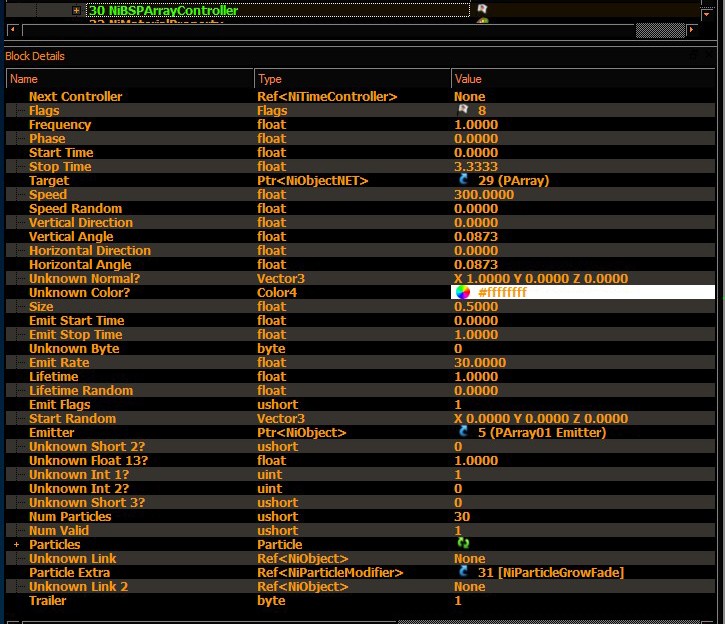 30 NiBSPArrayController
32 NiMaterialProperty
Block Details
Name Type Value
Next Controller Ref<NiTimeController> None
Flags Flags 8
Frequency float 1.0000
Phase float 0.0000
Start Time float 0.0000
Stop Time float 3.3333
Target Ptr<NiObjectNET> 29 (PArray)
Speed float 300.0000
Speed Random float 0.0000
Vertical Direction float 0.0000
Vertical Angle float 0.0873
Horizontal Direction float 0.0000
Horizontal Angle float 0.0873
Unknown Normal? Vector3 X 1.0000 Y 0.0000 Z 0.0000
Unknown Color? Color4 #ffffffff
Size float 0.5000
Emit Start Time float 0.0000
Emit Stop Time float 1.0000
Unknown Byte byte 0
Emit Rate float 30.0000
Lifetime float 1.0000
Lifetime Random float 0.0000
Emit Flags ushort 1
Start Random Vector3 X 0.0000 Y 0.0000 Z 0.0000
Emitter Ptr<NiObject> 5 (PArray01 Emitter)
Unknown Short 2? ushort 0
Unknown Float 13? float 1.0000
Unknown Int 1? uint 1
Unknown Int 2? uint 0
Unknown Short 3? ushort 0
Num Particles ushort 30
Num Valid ushort 1
Particles Particle
Unknown Link Ref<NiObject> None
Particle Extra Ref<NiParticleModifier> 31 [NiParticleGrowFade]
Unknown Link 2 Ref<NiObject> None
Trailer byte 1